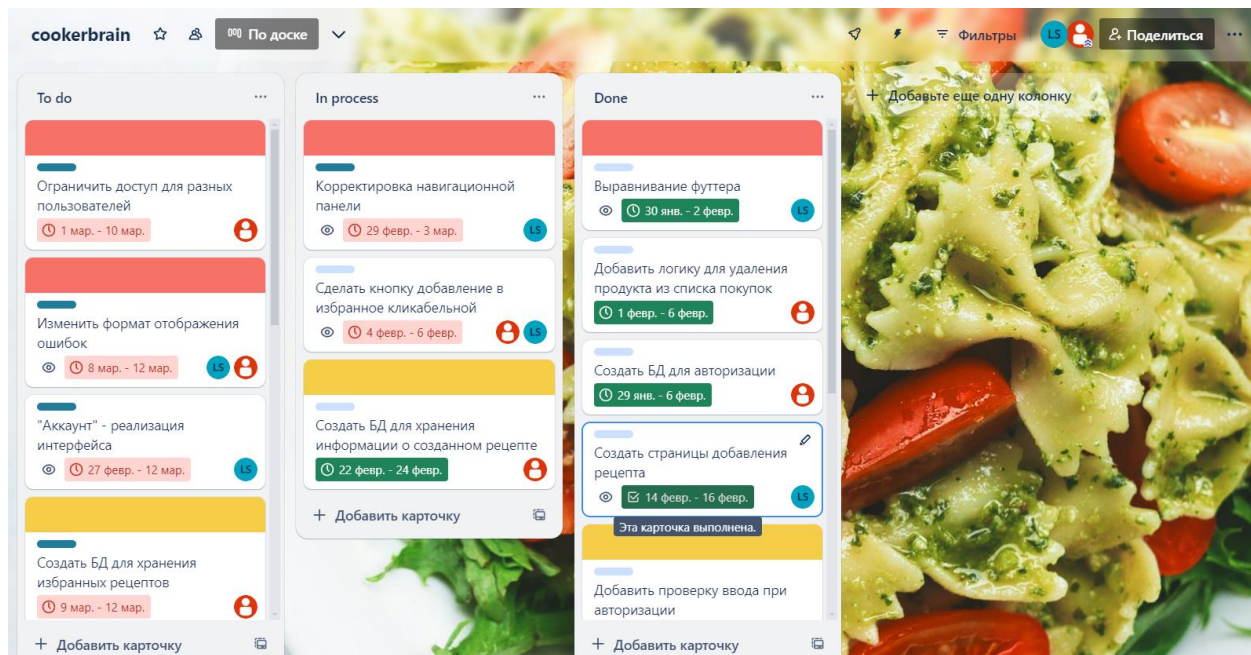 cookerbrain
По доске
Фильтры
LS
Поделиться
To do
Ограничить доступ для разных
пользователей
1 мар. - 10 мар.
Изменить формат отображения
ошибок
8 мар. - 12 мар.
LS
"Аккаунт" - реализация
интерфейса
27 февр. - 12 мар.
LS
Создать БД для хранения
избранных рецептов
9 мар. - 12 мар.
+ Добавить карточку
In process
Корректировка навигационной
панели
29 февр. - 3 мар.
LS
Сделать кнопку добавление в
избранное кликабельной
4 февр. - 6 февр.
LS
Создать БД для хранения
информации о созданном рецепте
22 февр. - 24 февр.
+ Добавить карточку
Done
Выравнивание футтера
30 янв. - 2 февр.
LS
Добавить логику для удаления
продукта из списка покупок
1 февр. - 6 февр.
Создать БД для авторизации
29 янв. - 6 февр.
Создать страницы добавления
рецепта
14 февр. - 16 февр.
LS
Эта карточка выполнена.
Добавить проверку ввода при
авторизации
+ Добавить карточку
+ Добавьте еще одну колонку